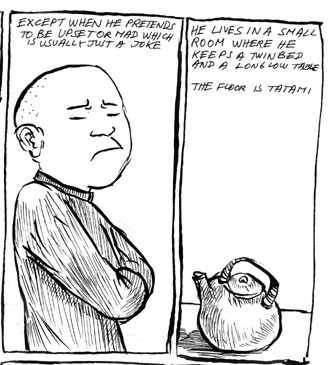 EXCEPT WHEN HE PRETENDS
TO BE UPSET OR MAD WHICH
IS USUALLY JUST A JOKE
HE LIVES IN A SMALL
ROOM WHERE HE
KEEPS A TWIN BED
AND A LONG LOW TABLE
THE FLOOR IS TATAMI